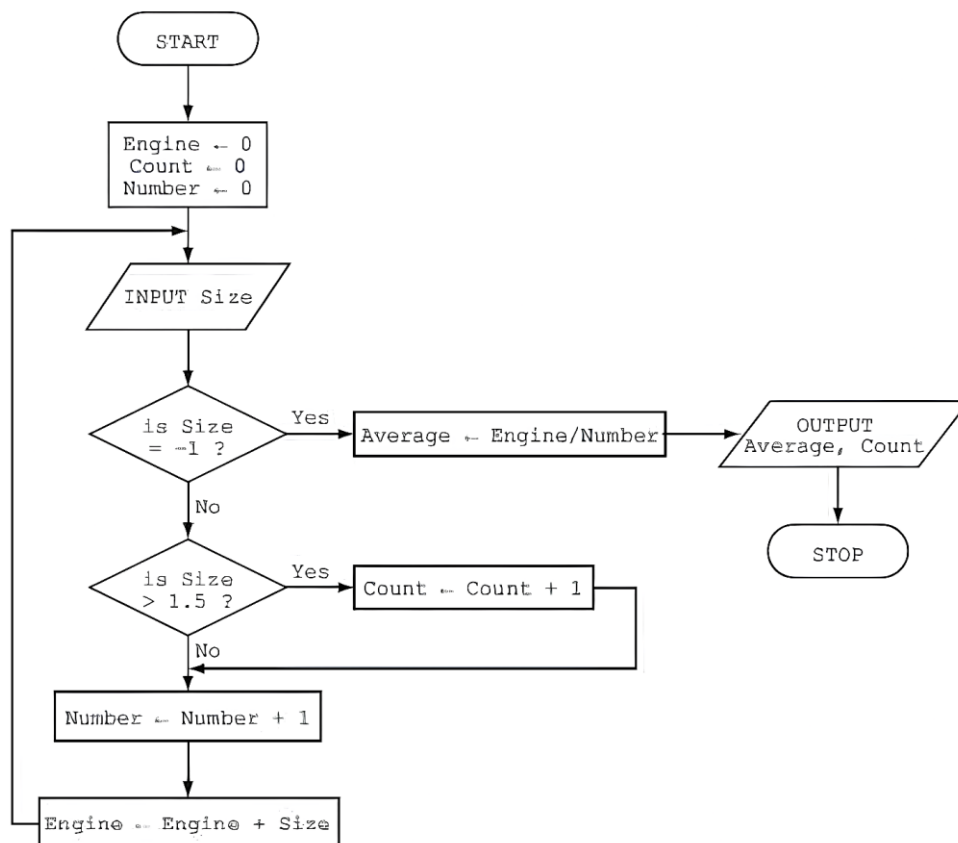 START
Engine ← 0
Count ← 0
Number ← 0
INPUT Size
is Size
= -1 ?
Yes
Average ← Engine/Number
OUTPUT
Average, Count
No
STOP
is Size
> 1.5 ?
Yes
Count ← Count + 1
No
Number ← Number + 1
Engine ← Engine + Size